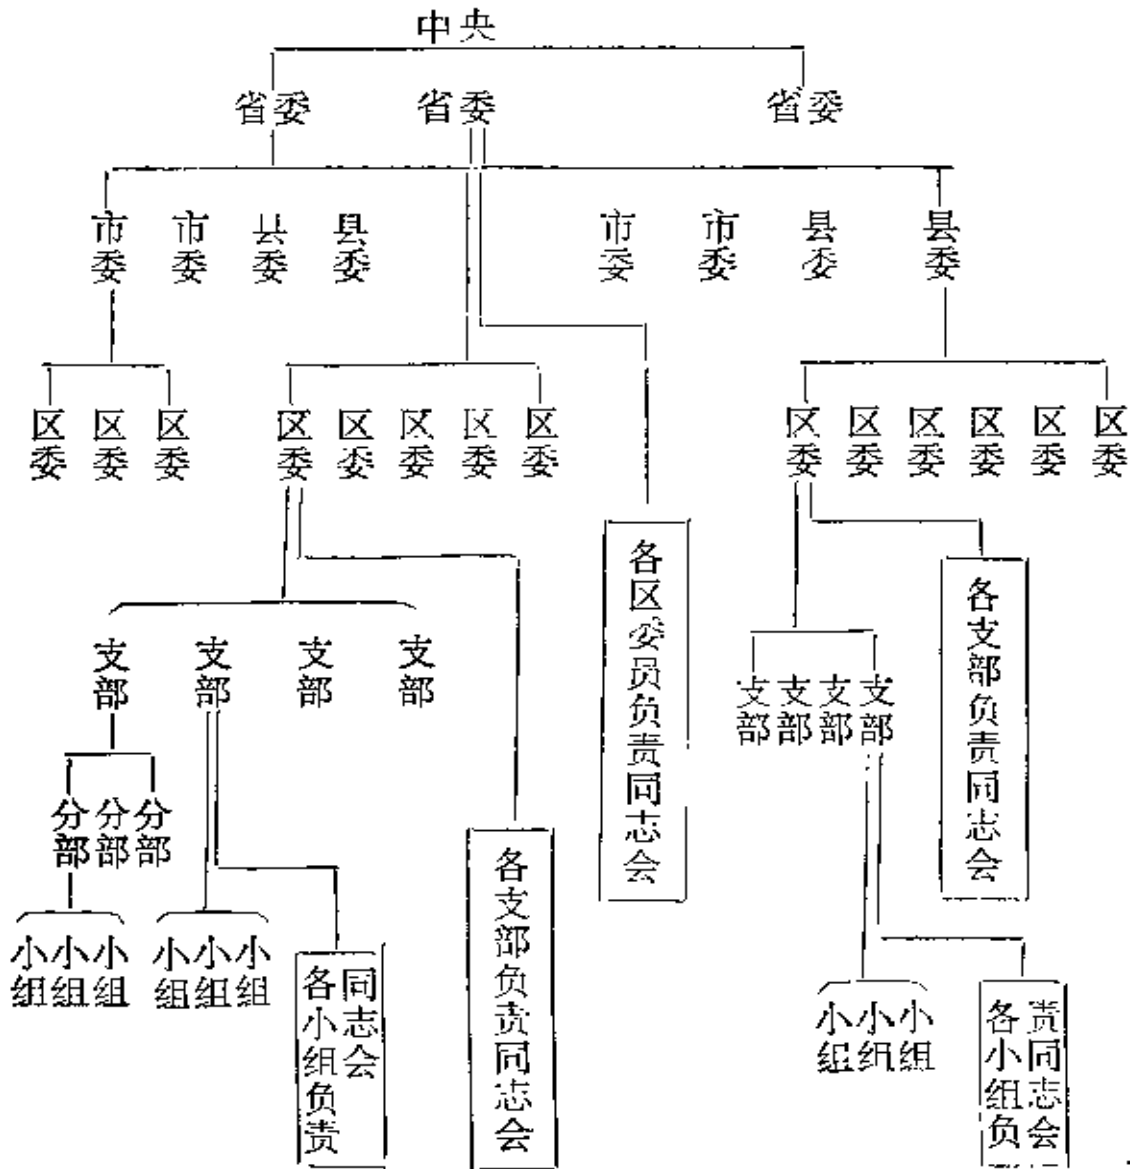 中央
省委
省委
省委
市委
市委
县委
县委
市委
市委
县委
县委
区委
区委
区委
区委
区委
区委
区委
区委
区委
区委
区委
区委
区委
区委
各区委员负责同志会
各支部负责同志会
支部
支部
支部
支部
支部
支部
支部
支部
分部
分部
分部
各支部负责同志会
小组
小组
小组
小组
小组
小组
各小组负责同志会
小组
小组
小组
各小组负责同志会